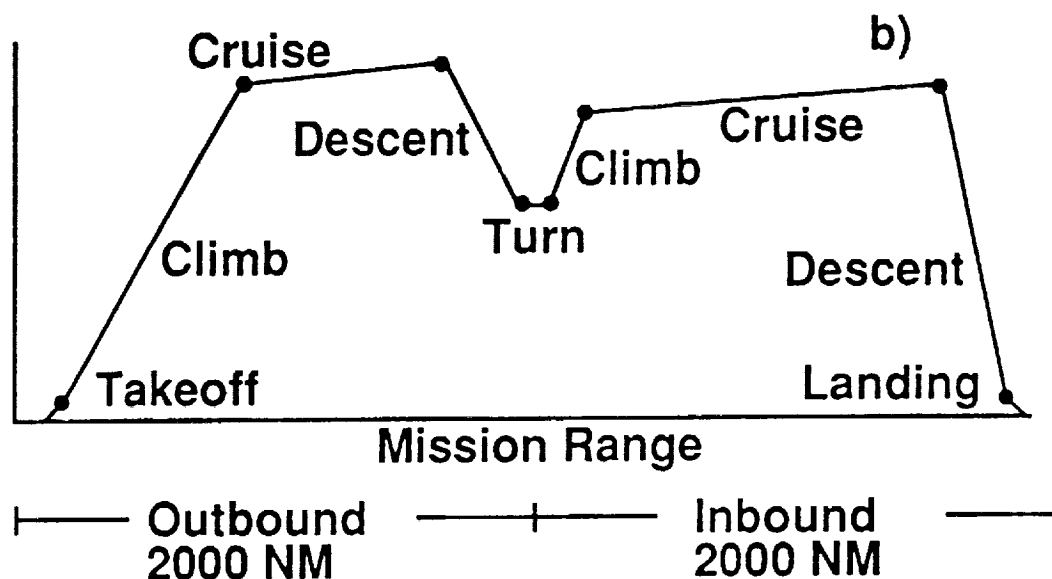 b)
Cruise
Descent
Climb
Cruise
Turn
Climb
Descent
Takeoff
Landing
Mission Range
Outbound
2000 NM
Inbound
2000 NM